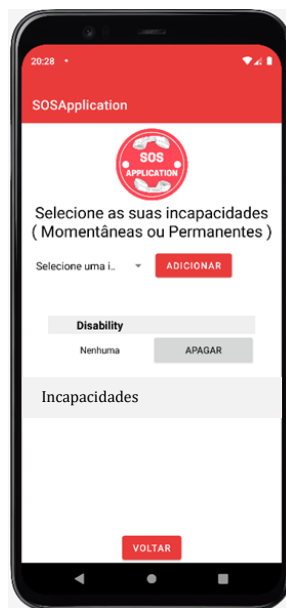 20:28
SOSApplication
SOS
APPLICATION
Selecione as suas incapacidades
( Momentâneas ou Permanentes )
Selecione uma i..
ADICIONAR
Disability
Nenhuma
APAGAR
Incapacidades
VOLTAR